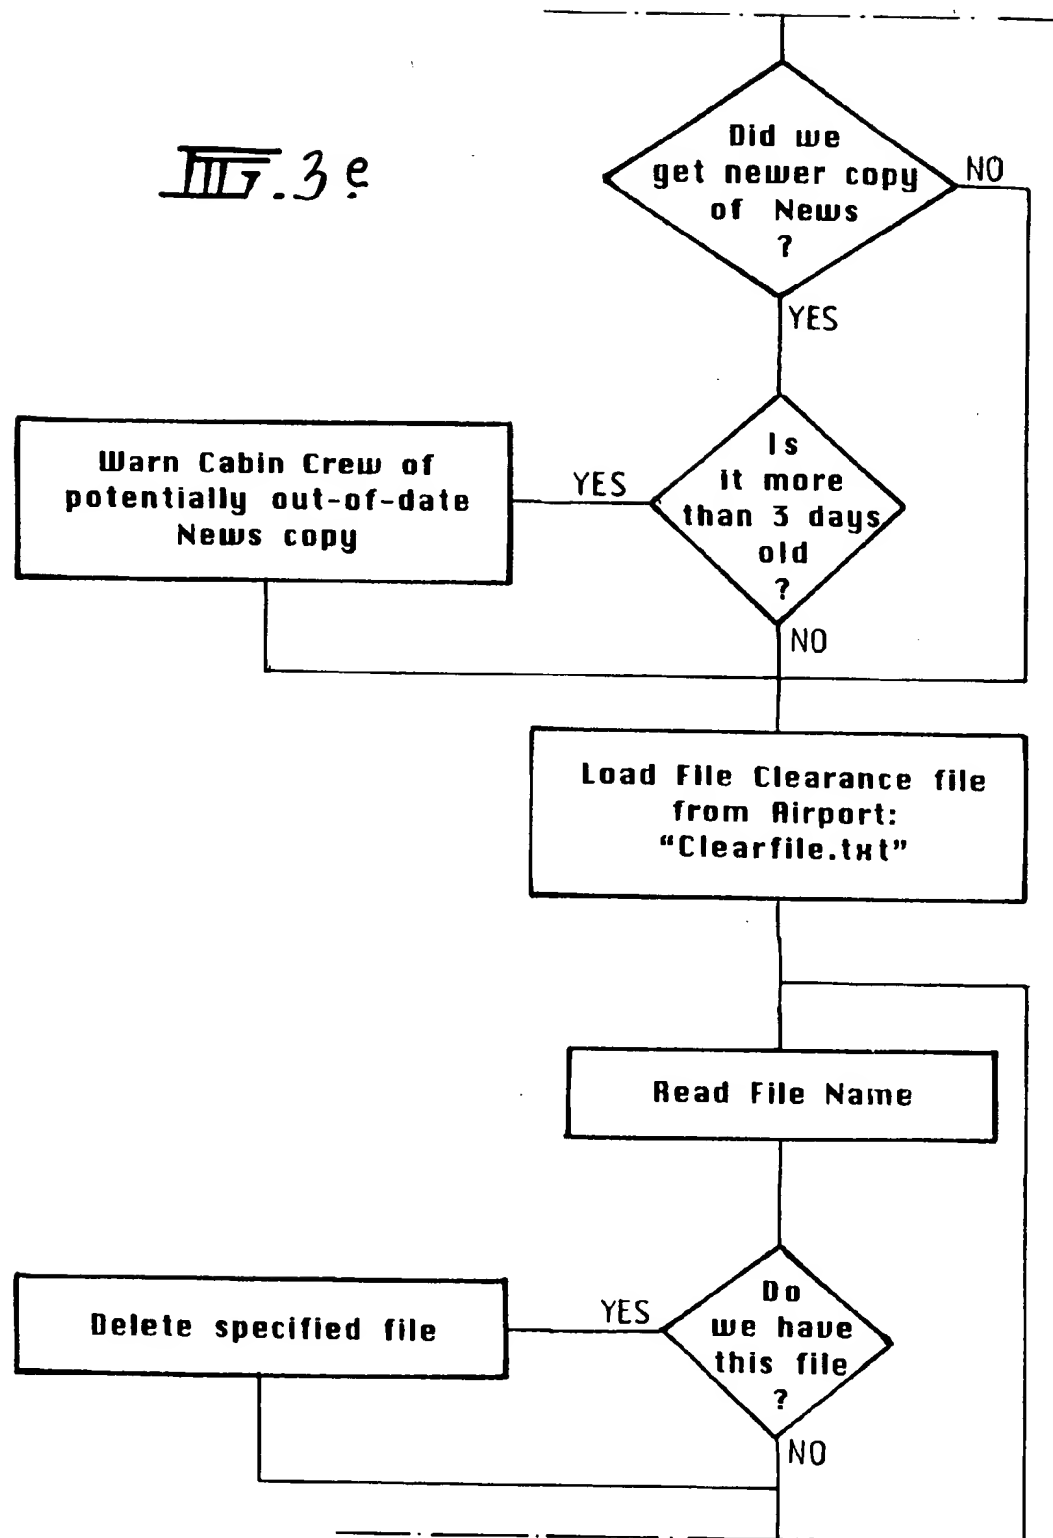 FIG. 3e
Did we
get newer copy
of News
?
NO
YES
Is
it more
than 3 days
old
?
YES
Warn Cabin Crew of
potentially out-of-date
News copy
NO
Load File Clearance file
from Airport:
“Clearfile.txt”
Read File Name
Do
we have
this file
?
YES
Delete specified file
NO